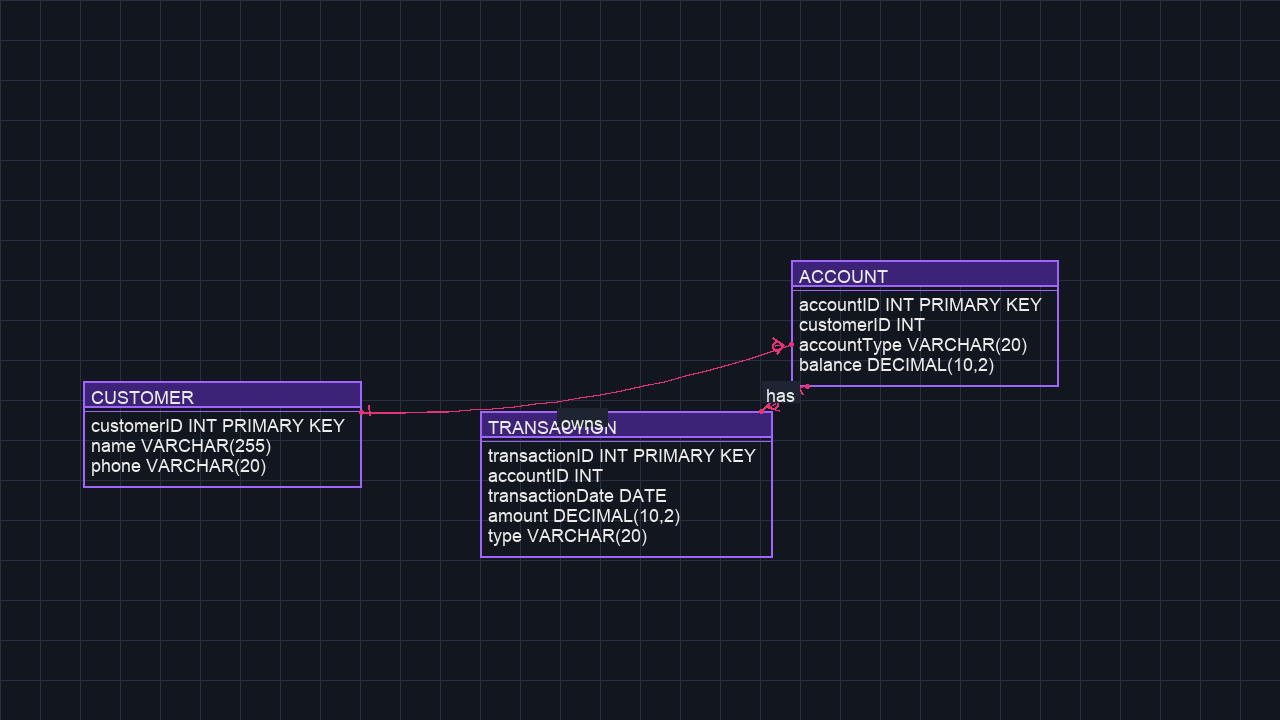 ACCOUNT
accountID INT PRIMARY KEY
customerID INT
accountType VARCHAR(20)
balance DECIMAL(10,2)
CUSTOMER
customerID INT PRIMARY KEY
name VARCHAR(255)
phone VARCHAR(20)
has
owns
TRANSACTION
transactionID INT PRIMARY KEY
accountID INT
transactionDate DATE
amount DECIMAL(10,2)
type VARCHAR(20)